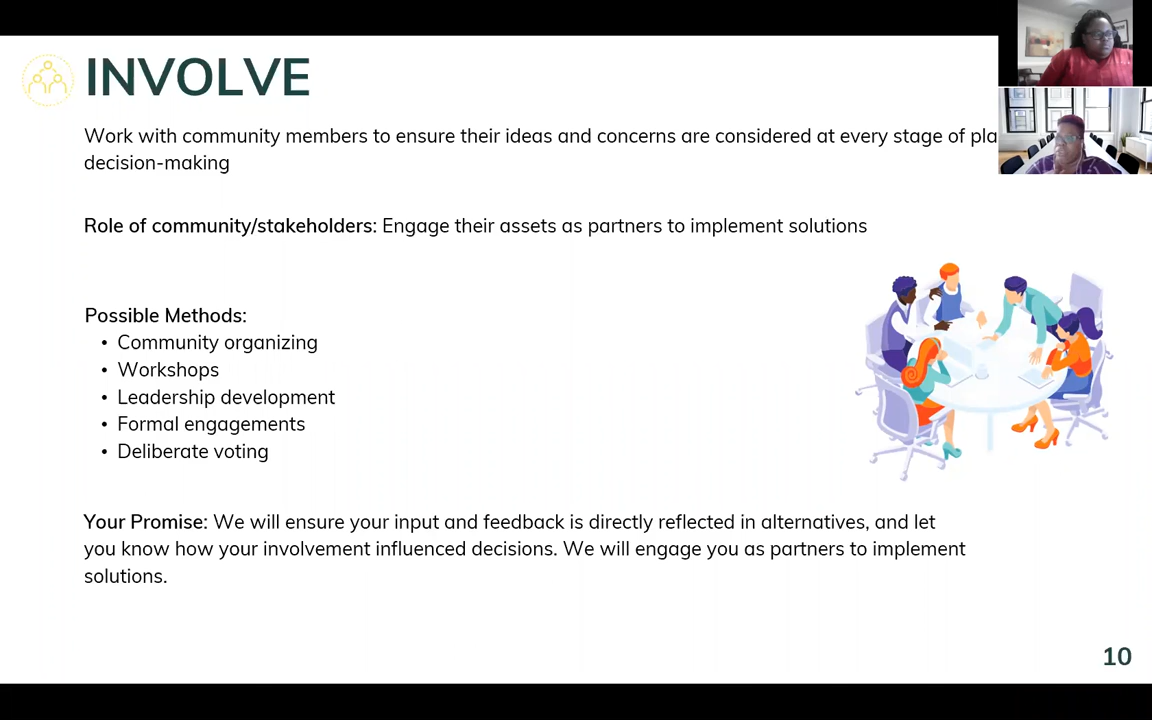 INVOLVE
Work with community members to ensure their ideas and concerns are considered at every stage of
decision-making
Role of community/stakeholders: Engage their assets as partners to implement solutions
Possible Methods:
• Community organizing
• Workshops
• Leadership development
• Formal engagements
• Deliberate voting
Your Promise: We will ensure your input and feedback is directly reflected in alternatives, and let
you know how your involvement influenced decisions. We will engage you as partners to implement
solutions.
10